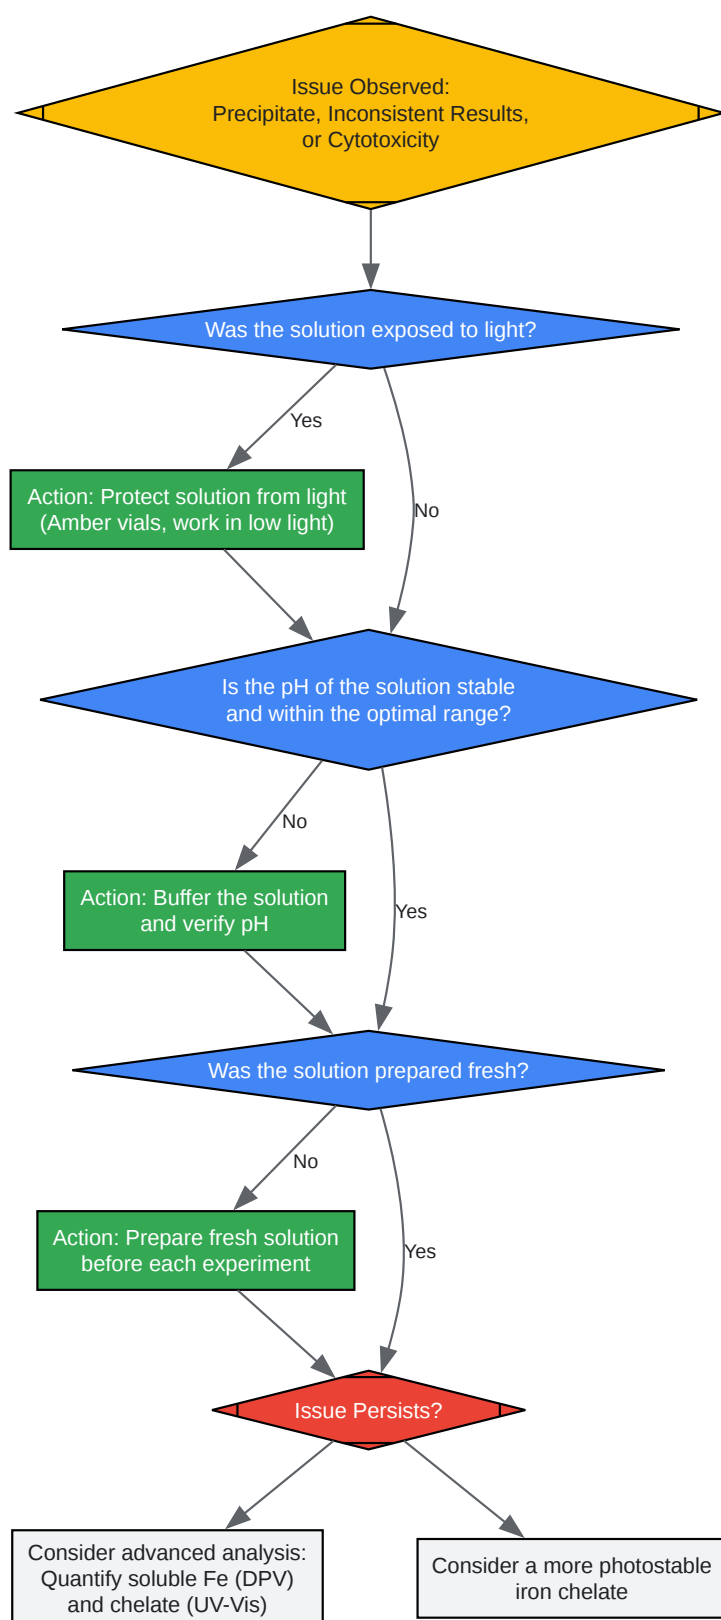 Issue Observed:
Precipitate, Inconsistent Results,
or Cytotoxicity
Was the solution exposed to light?
Yes
Action: Protect solution from light
(Amber vials, work in low light)
No
Is the pH of the solution stable
and within the optimal range?
No
Action: Buffer the solution
and verify pH
Yes
Was the solution prepared fresh?
No
Action: Prepare fresh solution
before each experiment
Yes
Issue Persists?
Consider advanced analysis:
Quantify soluble Fe (DPV)
and chelate (UV-Vis)
Consider a more photostable
iron chelate